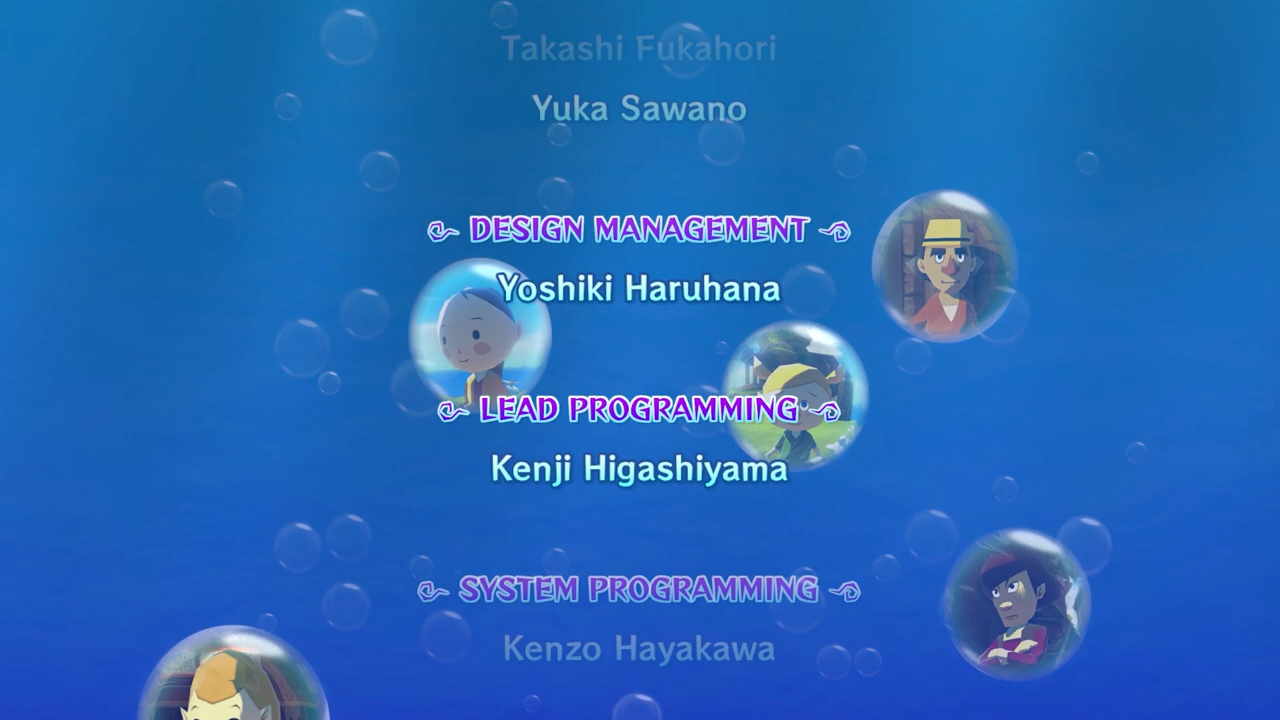 Takashi Fukahori
Yuka Sawano
DESIGN MANAGEMENT
Yoshiki Haruhana
LEAD PROGRAMMING
Kenji Higashiyama
SYSTEM PROGRAMMING
Kenzo Hayakawa